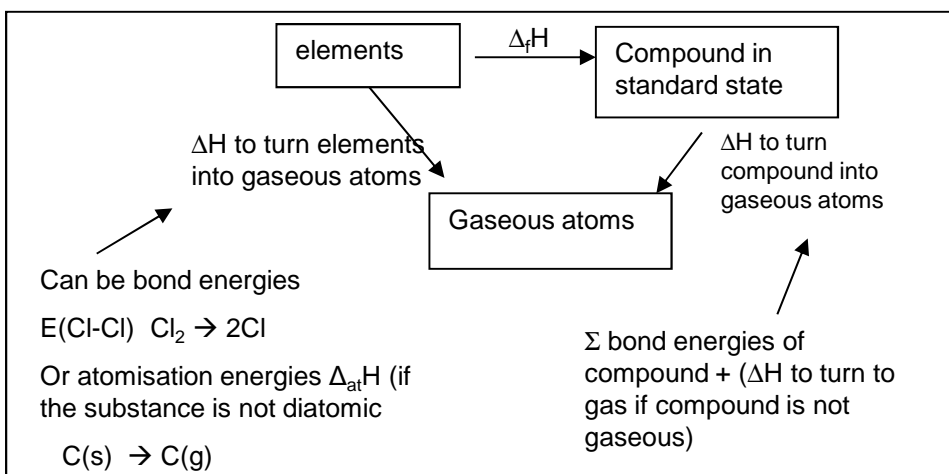 elements
Δ_fH
Compound in
standard state
ΔH to turn elements
into gaseous atoms
ΔH to turn
compound into
gaseous atoms
Gaseous atoms
Can be bond energies
E(Cl-Cl) Cl₂ → 2Cl
Or atomisation energies Δ_atH (if
the substance is not diatomic
C(s) → C(g)
Σ bond energies of
compound + (ΔH to turn to
gas if compound is not
gaseous)